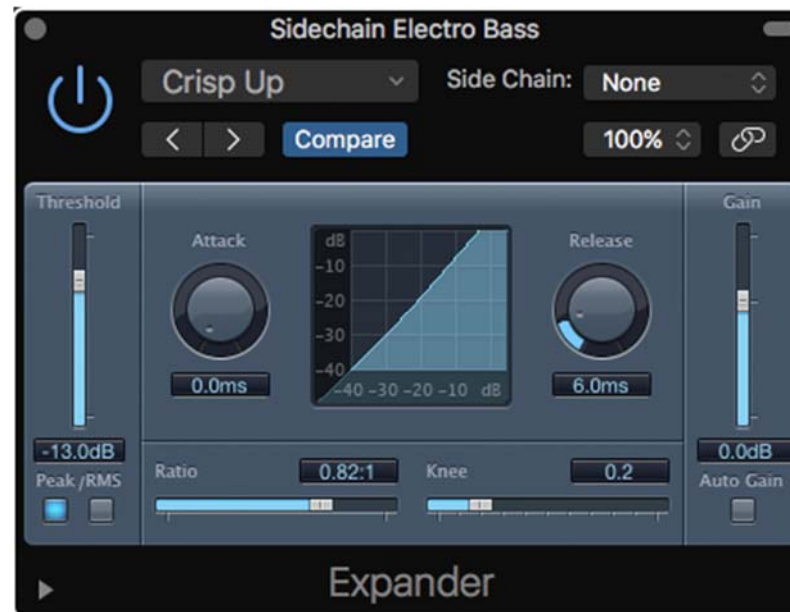 Sidechain Electro Bass
Crisp Up
Side Chain: None
Compare
100%
Threshold
Gain
Attack
Release
dB
-10
-20
-30
-40
-40 -30 -20 -10 dB
0.0ms
6.0ms
-13.0dB
0.0dB
Peak /RMS
Ratio 0.82:1 Knee 0.2
Auto Gain
Expander